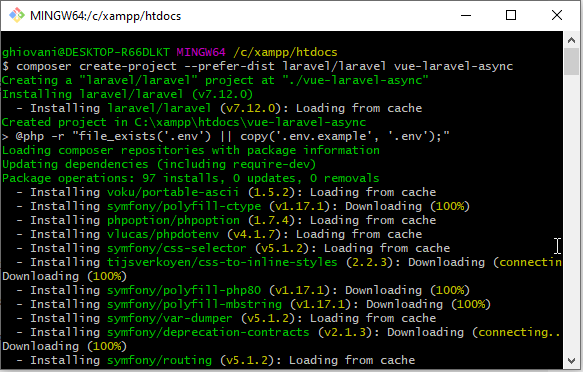 MINGW64:/c/xampp/htdocs
ghiovani@DESKTOP-R66DLKT MINGW64 /c/xampp/htdocs
$ composer create-project --prefer-dist laravel/laravel vue-laravel-async
Creating a "laravel/laravel" project at "./vue-laravel-async"
Installing laravel/laravel (v7.12.0)
  - Installing laravel/laravel (v7.12.0): Loading from cache
Created project in C:\xampp\htdocs\vue-laravel-async
> @php -r "file_exists('.env') || copy('.env.example', '.env');"
Loading composer repositories with package information
Updating dependencies (including require-dev)
Package operations: 97 installs, 0 updates, 0 removals
  - Installing voku/portable-ascii (1.5.2): Loading from cache
  - Installing symfony/polyfill-ctype (v1.17.1): Downloading (100%)
  - Installing phpoption/phpoption (1.7.4): Loading from cache
  - Installing vlucas/phpdotenv (v4.1.7): Loading from cache
  - Installing symfony/css-selector (v5.1.2): Loading from cache
  - Installing tijsverkoyen/css-to-inline-styles (2.2.3): Downloading (connectin
Downloading (100%)
  - Installing symfony/polyfill-php80 (v1.17.1): Downloading (100%)
  - Installing symfony/polyfill-mbstring (v1.17.1): Downloading (100%)
  - Installing symfony/var-dumper (v5.1.2): Loading from cache
  - Installing symfony/deprecation-contracts (v2.1.3): Downloading (connecting..
Downloading (100%)
  - Installing symfony/routing (v5.1.2): Loading from cache